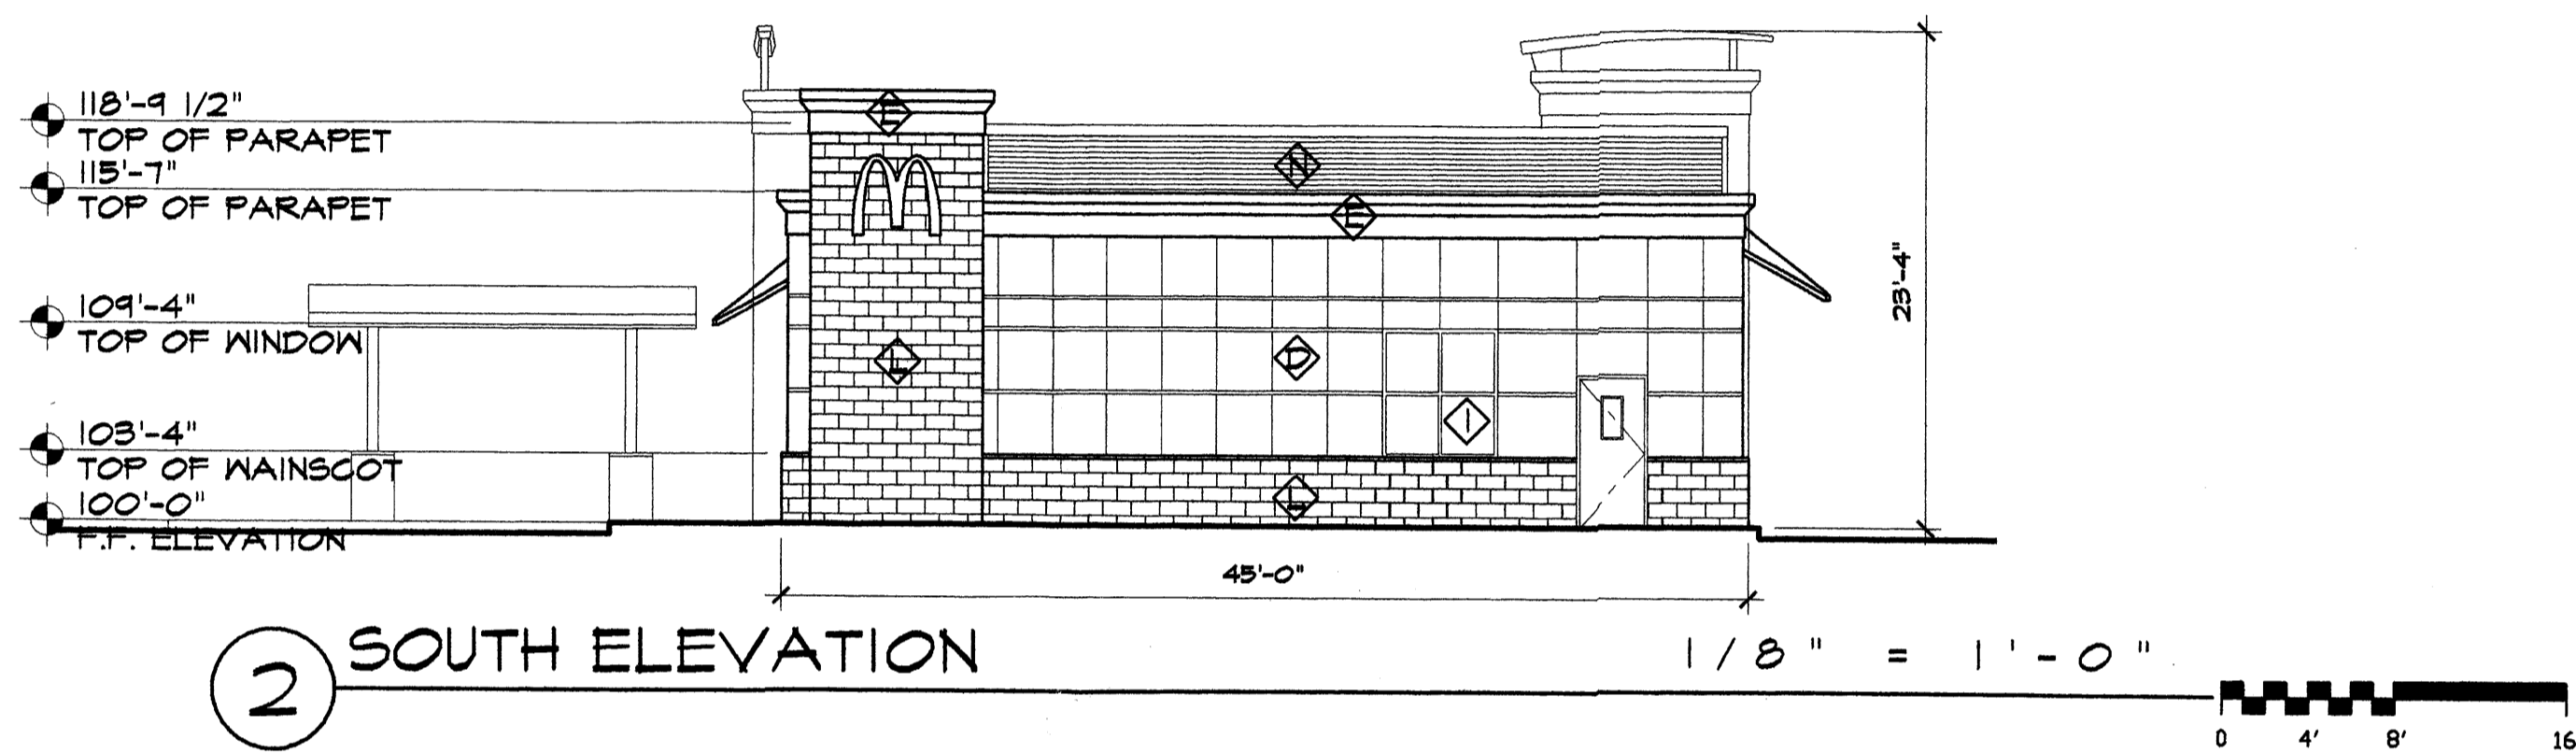 118'-9 1/2"
TOP OF PARAPET
115'-7"
TOP OF PARAPET
109'-4"
TOP OF WINDOW
103'-4"
TOP OF WAINSCOT
100'-0"
F.F. ELEVATION
E
N
E
L
D
1
L
23'-4"
45'-0"
2 SOUTH ELEVATION 1/8" = 1'-0"
0 4' 8' 16